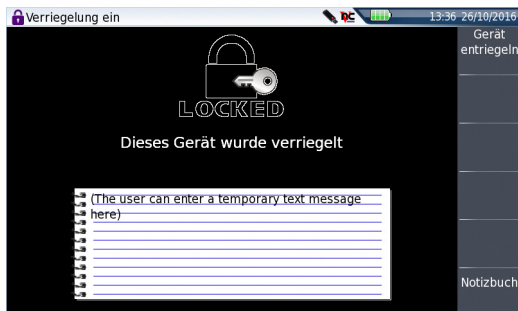 Verriegelung ein
13:36 26/10/2016
Gerät
entriegeln
LOCKED
Dieses Gerät wurde verriegelt
(The user can enter a temporary text message
here)
Notizbuch